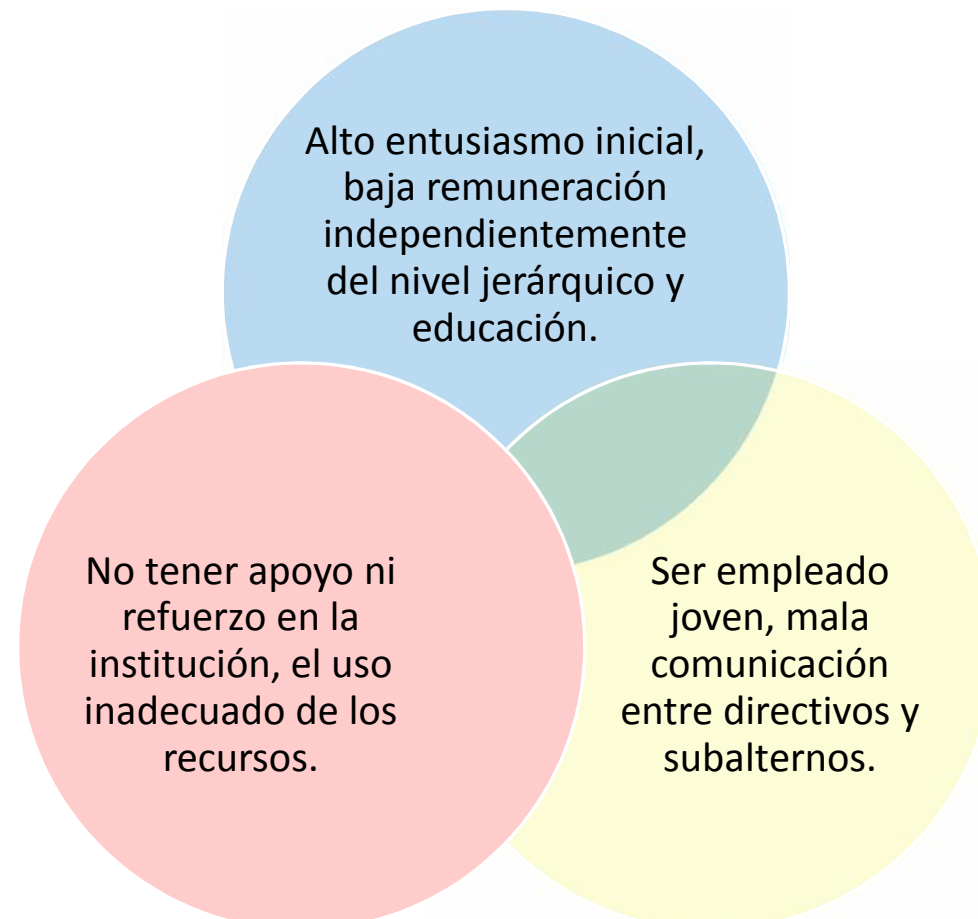 Alto entusiasmo inicial,
baja remuneración
independientemente
del nivel jerárquico y
educación.
No tener apoyo ni
refuerzo en la
institución, el uso
inadecuado de los
recursos.
Ser empleado
joven, mala
comunicación
entre directivos y
subalternos.